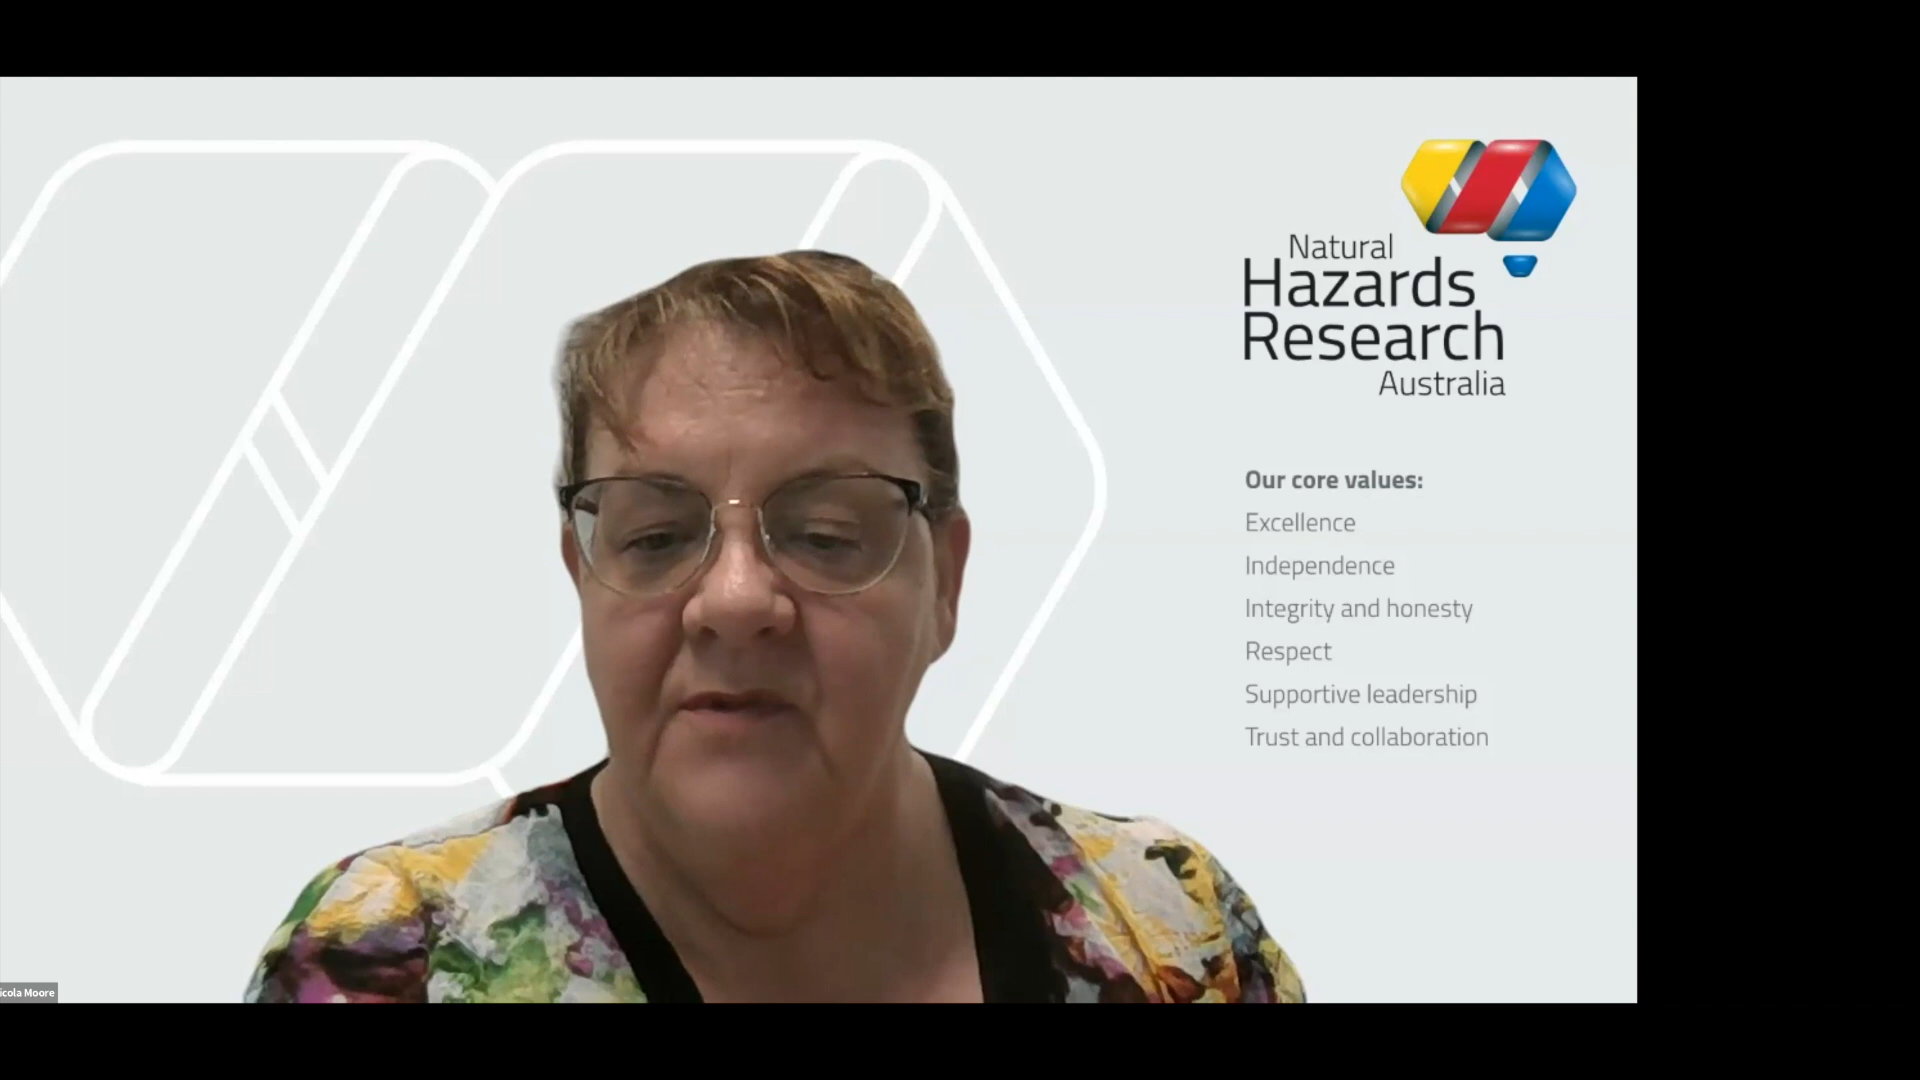 Natural
Hazards
Research
Australia
Our core values:
Excellence
Independence
Integrity and honesty
Respect
Supportive leadership
Trust and collaboration
icola Moore